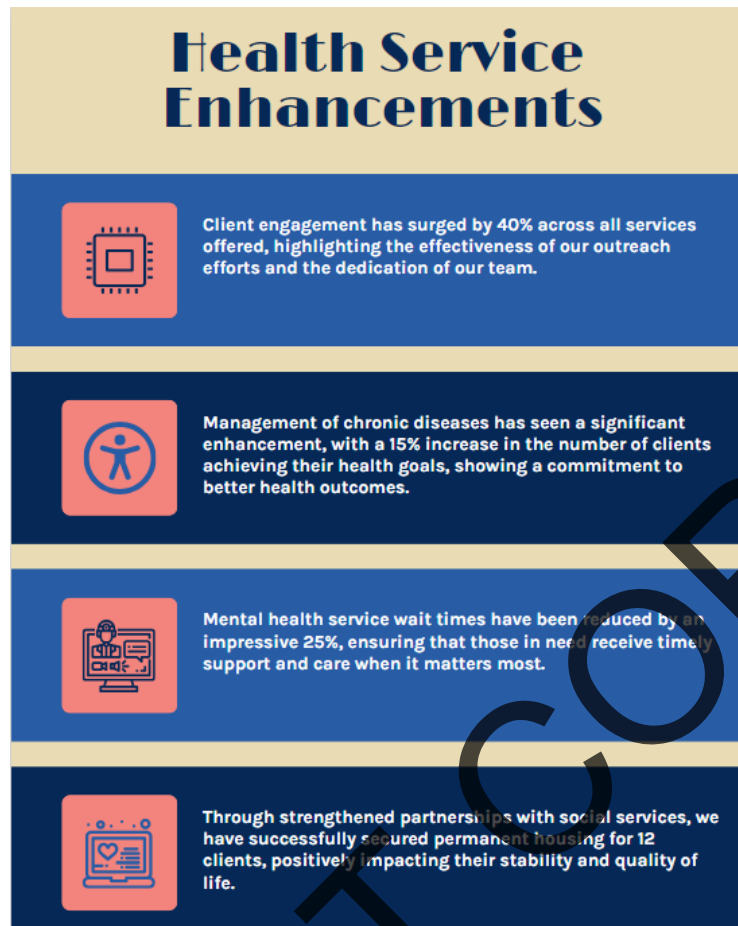 Health Service
Enhancements
Client engagement has surged by 40% across all services
offered, highlighting the effectiveness of our outreach
efforts and the dedication of our team.
Management of chronic diseases has seen a significant
enhancement, with a 15% increase in the number of clients
achieving their health goals, showing a commitment to
better health outcomes.
Mental health service wait times have been reduced by an
impressive 25%, ensuring that those in need receive timely
support and care when it matters most.
Through strengthened partnerships with social services, we
have successfully secured permanent housing for 12
clients, positively impacting their stability and quality of
life.